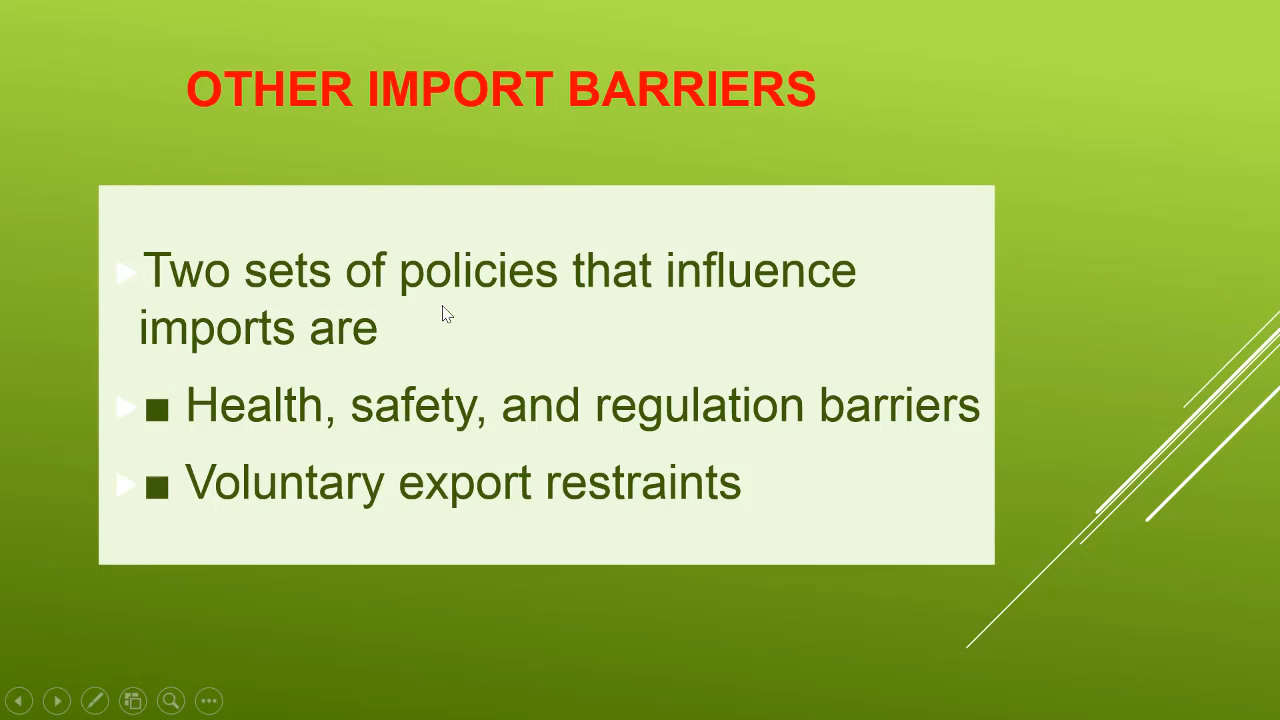 OTHER IMPORT BARRIERS
Two sets of policies that influence
imports are
■ Health, safety, and regulation barriers
■ Voluntary export restraints